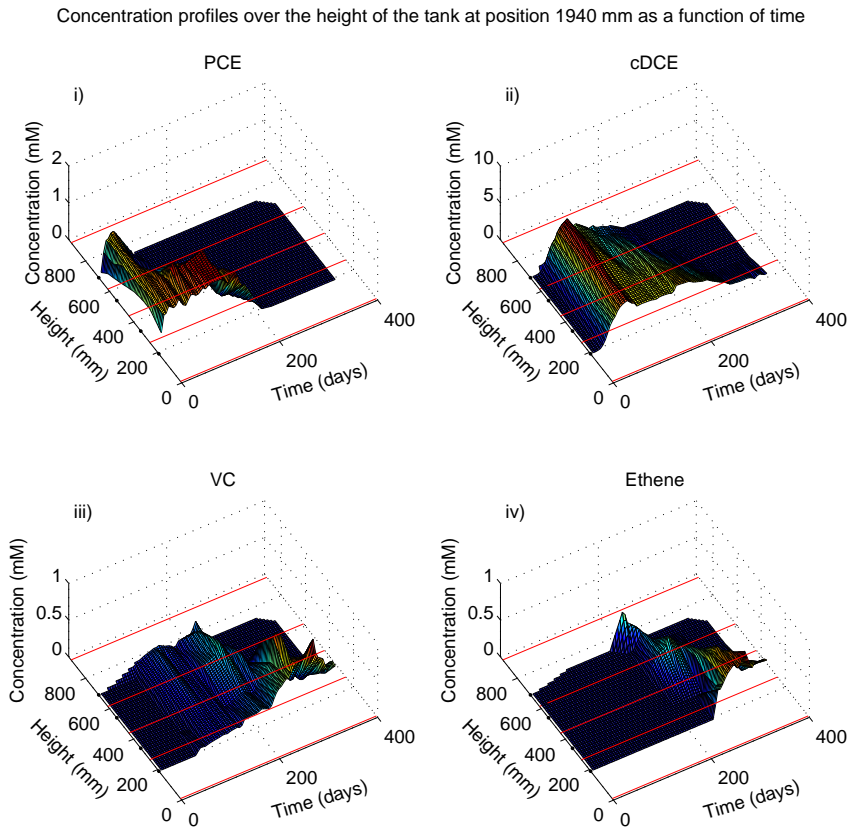 Concentration profiles over the height of the tank at position 1940 mm as a function of time
PCE
i)
Concentration (mM)
2
1
0
800
600
400
200
0
Height (mm)
0
200
400
Time (days)
cDCE
ii)
Concentration (mM)
10
5
0
800
600
400
200
0
Height (mm)
0
200
400
Time (days)
VC
iii)
Concentration (mM)
1
0.5
0
800
600
400
200
0
Height (mm)
0
200
400
Time (days)
Ethene
iv)
Concentration (mM)
1
0.5
0
800
600
400
200
0
Height (mm)
0
200
400
Time (days)